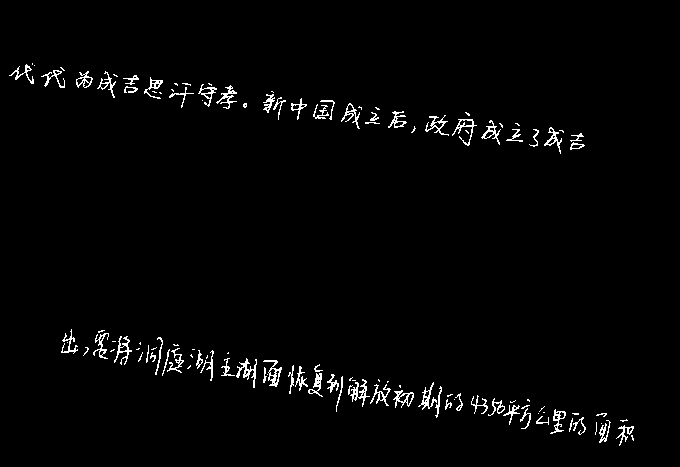 代代为成吉思汗守孝。新中国成立后,政府成立了成吉
出,要将洞庭湖主湖面恢复到解放初期的4350平方公里的面积